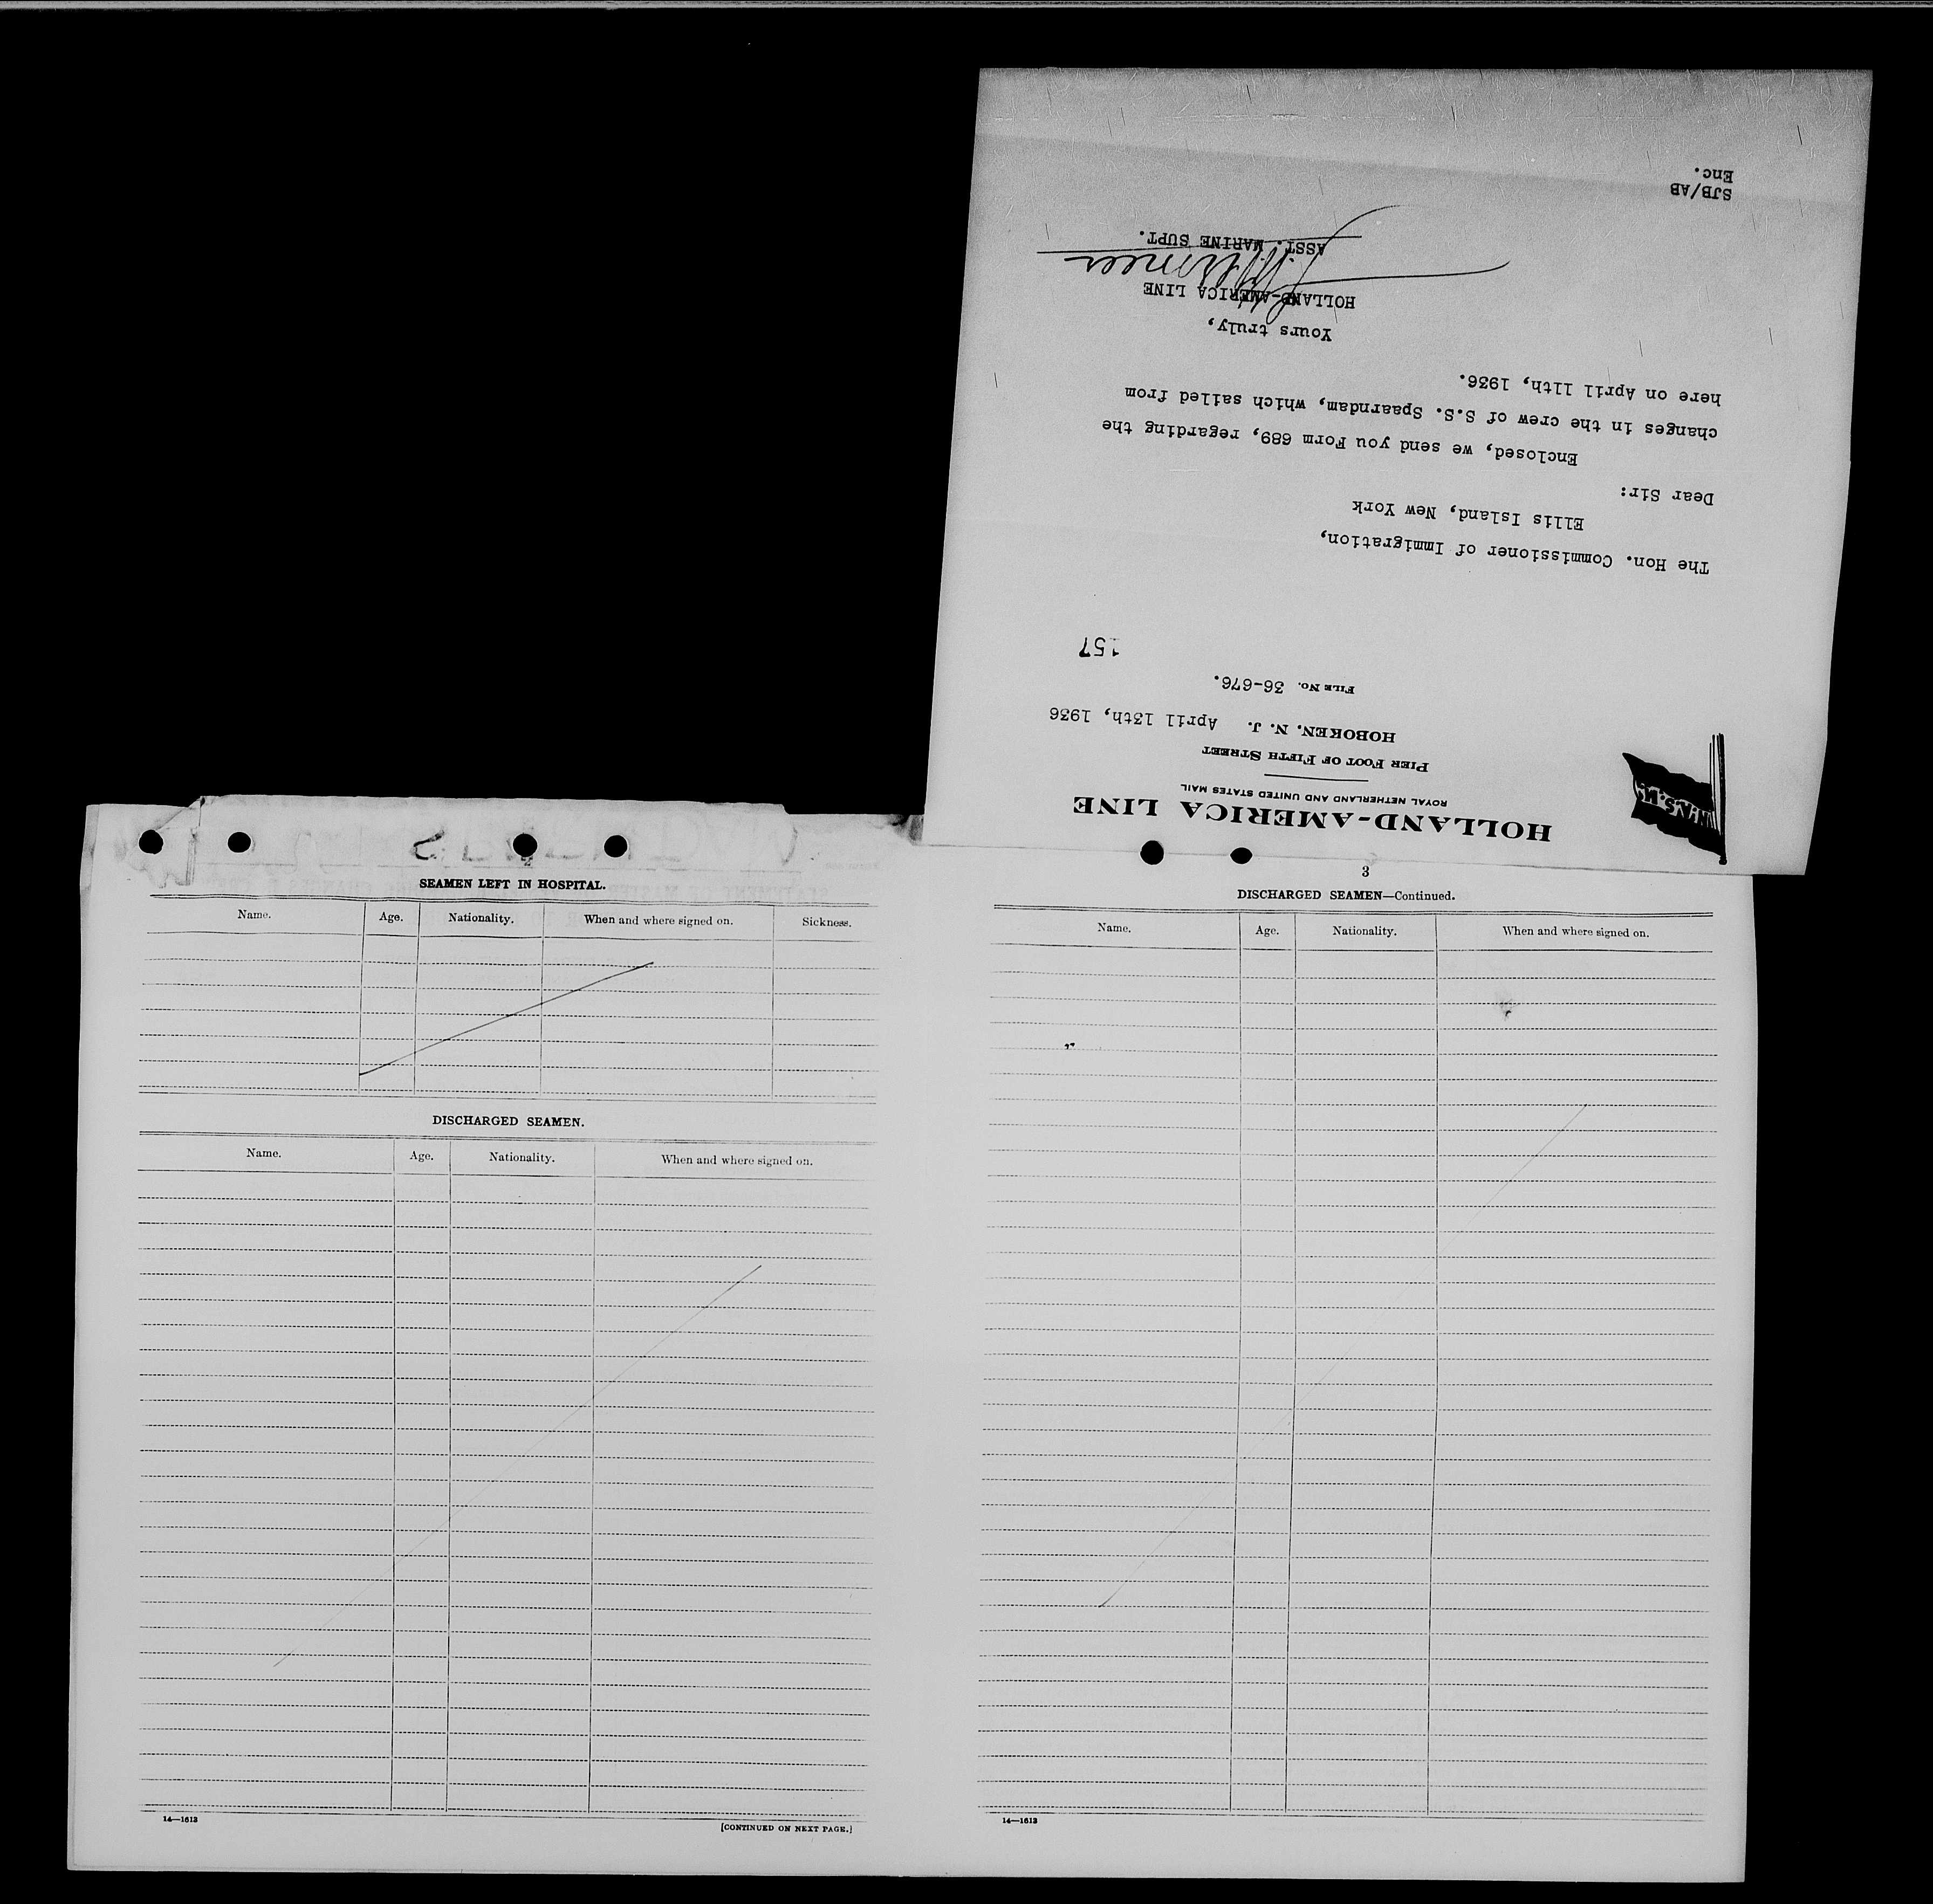 HOLLAND-AMERICA LINE
ROYAL NETHERLAND AND UNITED STATES MAIL
PIER FOOT OF FIFTH STREET
HOBOKEN, N. J. April 13th, 1936
FILE No. 36-676.
157
The Hon. Commissioner of Immigration,
Ellis Island, New York
Dear Sir:
Enclosed, we send you Form 689, regarding the
changes in the crew of S.S. Spaarndam, which sailed from
here on April 11th, 1936.
Yours truly,
HOLLAND-AMERICA LINE
ASST. MARINE SUPT.
SJB/AB
Enc.
SEAMEN LEFT IN HOSPITAL.
Name. Age. Nationality. When and where signed on. Sickness.
DISCHARGED SEAMEN.
Name. Age. Nationality. When and where signed on.
14—1613
[CONTINUED ON NEXT PAGE.]
3
DISCHARGED SEAMEN—Continued.
Name. Age. Nationality. When and where signed on.
14—1613